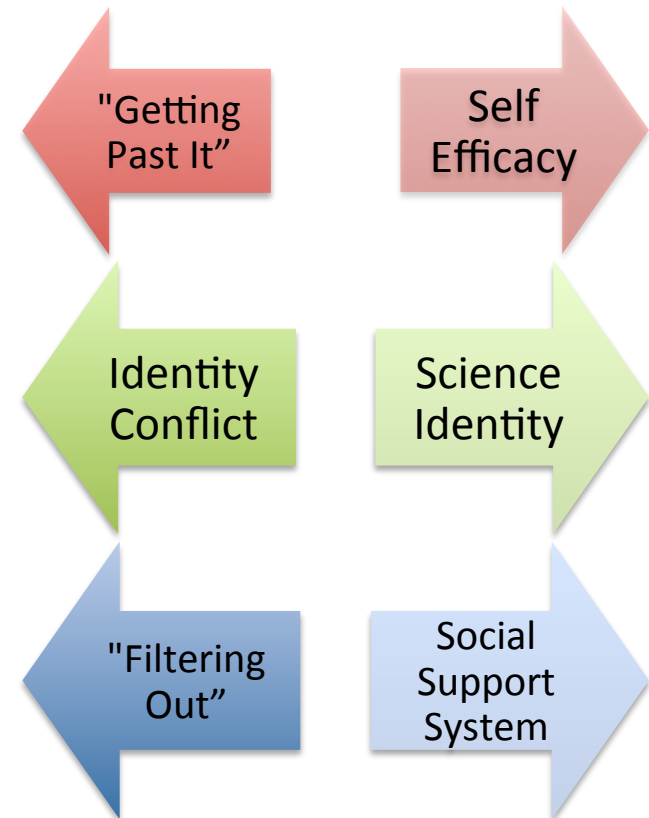 "Getting
Past It”
Self
Efficacy
Identity
Conflict
Science
Identity
"Filtering
Out”
Social
Support
System